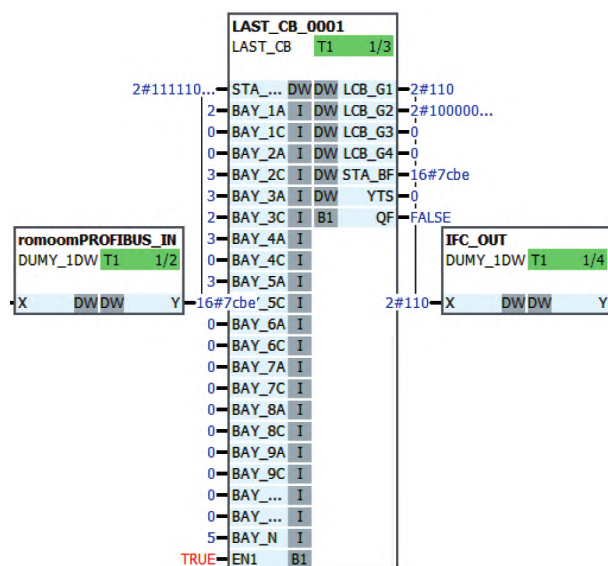 LAST_CB_0001
LAST_CB T1 1/3
2#111110... STA_... DW DW LCB_G1 2#110
2 BAY_1A I DW LCB_G2 2#100000...
0 BAY_1C I DW LCB_G3 0
0 BAY_2A I DW LCB_G4 0
3 BAY_2C I DW STA_BF 16#7cbe
3 BAY_3A I DW YTS 0
2 BAY_3C I B1 QF FALSE
3 BAY_4A I
0 BAY_4C I
3 BAY_5A I
_5C I
0 BAY_6A I
0 BAY_6C I
0 BAY_7A I
0 BAY_7C I
0 BAY_8A I
0 BAY_8C I
0 BAY_9A I
0 BAY_9C I
0 BAY_... I
0 BAY_... I
5 BAY_N I
TRUE EN1 B1
romoomPROFIBUS_IN
DUMY_1DW T1 1/2
X DW DW Y 16#7cbe
IFC_OUT
DUMY_1DW T1 1/4
2#110 X DW DW Y